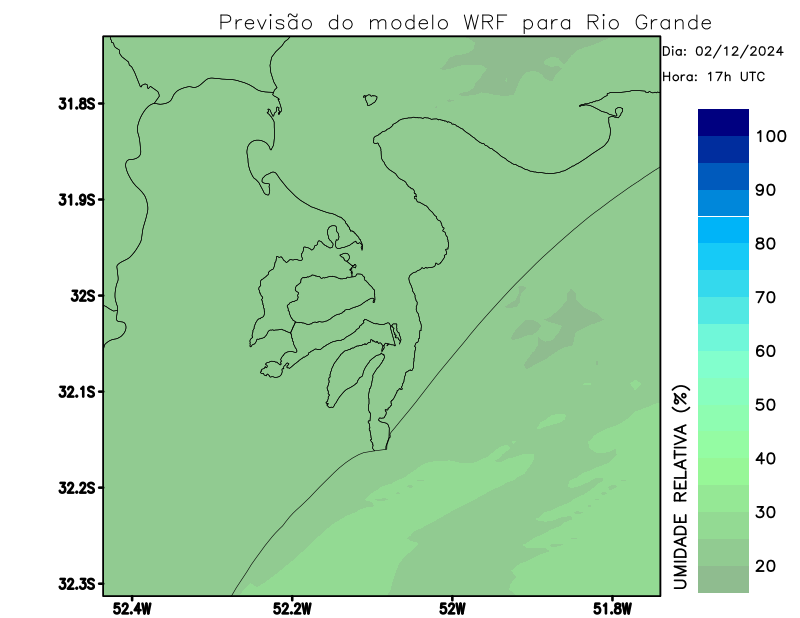 Previsão do modelo WRF para Rio Grande
Dia: 02/12/2024
Hora: 17h UTC
31.8S
31.9S
32S
32.1S
32.2S
32.3S
52.4W
52.2W
52W
51.8W
100
90
80
70
60
50
40
30
20
UMIDADE RELATIVA (%)